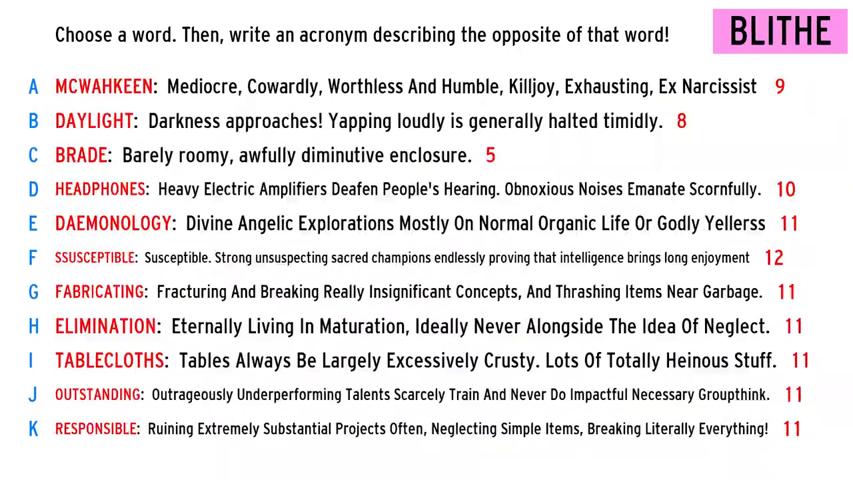 Choose a word. Then, write an acronym describing the opposite of that word!
BLITHE
A MCWAHKEEN: Mediocre, Cowardly, Worthless And Humble, Killjoy, Exhausting, Ex Narcissist 9
B DAYLIGHT: Darkness approaches! Yapping loudly is generally halted timidly. 8
C BRADE: Barely roomy, awfully diminutive enclosure. 5
D HEADPHONES: Heavy Electric Amplifiers Deafen People's Hearing. Obnoxious Noises Emanate Scornfully. 10
E DAEMONOLOGY: Divine Angelic Explorations Mostly On Normal Organic Life Or Godly Yellerss 11
F SSUSCEPTIBLE: Susceptible. Strong unsuspecting sacred champions endlessly proving that intelligence brings long enjoyment 12
G FABRICATING: Fracturing And Breaking Really Insignificant Concepts, And Thrashing Items Near Garbage. 11
H ELIMINATION: Eternally Living In Maturation, Ideally Never Alongside The Idea Of Neglect. 11
I TABLECLOTHS: Tables Always Be Largely Excessively Crusty. Lots Of Totally Heinous Stuff. 11
J OUTSTANDING: Outrageously Underperforming Talents Scarcely Train And Never Do Impactful Necessary Groupthink. 11
K RESPONSIBLE: Ruining Extremely Substantial Projects Often, Neglecting Simple Items, Breaking Literally Everything! 11